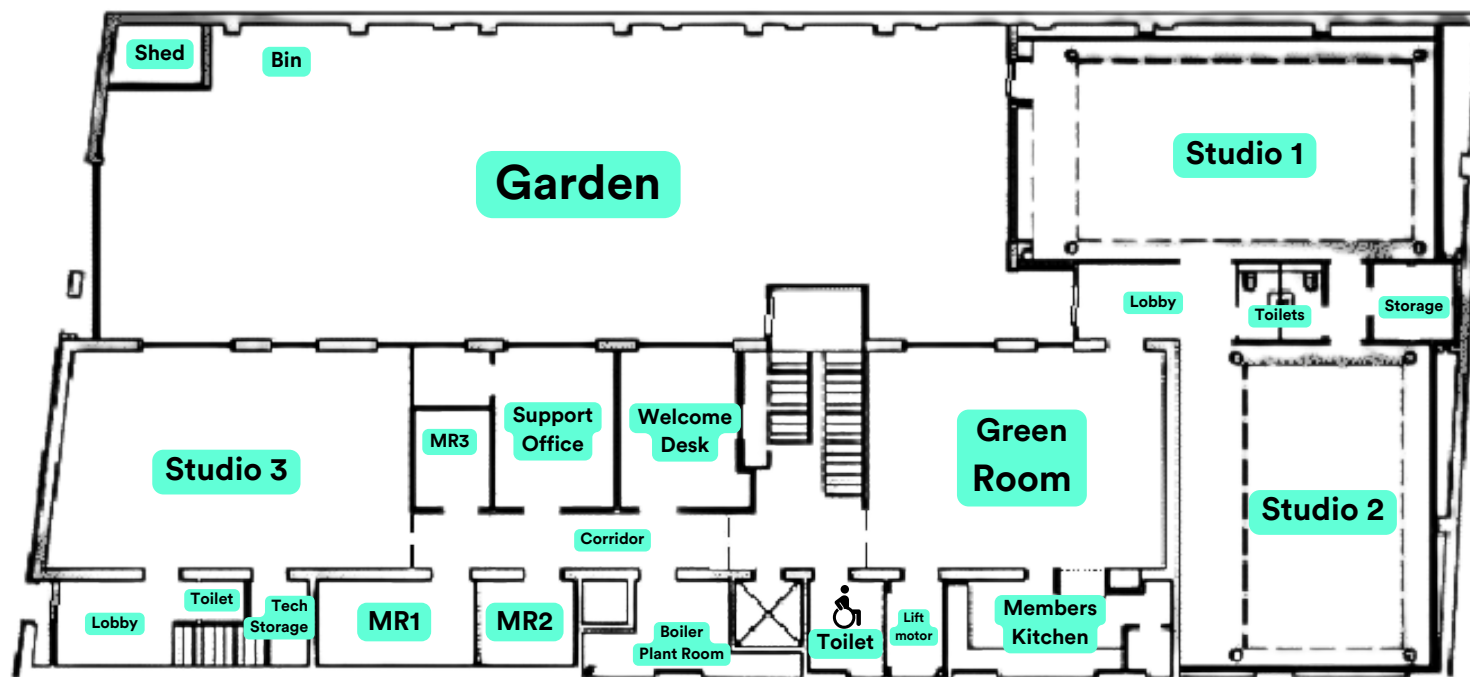 Shed
Bin
Garden
Studio 1
Lobby
Toilets
Storage
Support
Office
Welcome
Desk
MR3
Green
Room
Studio 3
Studio 2
Corridor
Toilet
Tech
Storage
Lobby
MR1
MR2
Boiler
Plant Room
Toilet
Lift
motor
Members
Kitchen